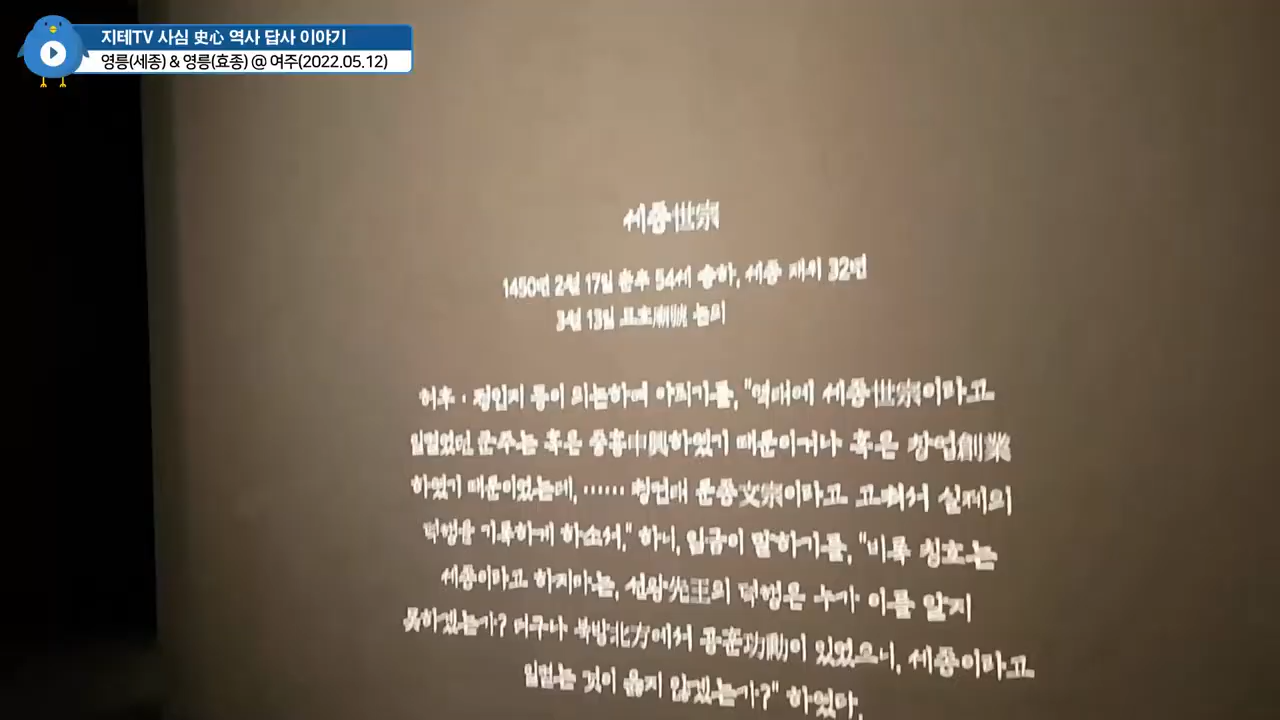 지테TV 사심 史心 역사 답사 이야기
영릉(세종) & 영릉(효종) @ 여주(2022.05.12)
세종世宗
1450년 2월 17일 춘추 54세 승하, 세종 재위 32년
3월 13일 묘호廟號 논의
허후 · 정인지 등이 의논하여 아뢰기를, "역대에 세종世宗이라고
일컬었던 군주는 혹은 중흥中興하였기 때문이거나 혹은 창업創業
하였기 때문이었는데, …… 청컨대 문종文宗이라고 고쳐서 실제의
덕행을 기록하게 하소서." 하니, 임금이 말하기를, "비록 칭호는
세종이라고 하지마는, 선왕先王의 덕행은 누가 이를 알지
못하겠는가? 더구나 북방北方에서 공훈功勳이 있었으니, 세종이라고
일컫는 것이 옳지 않겠는가?" 하였다.